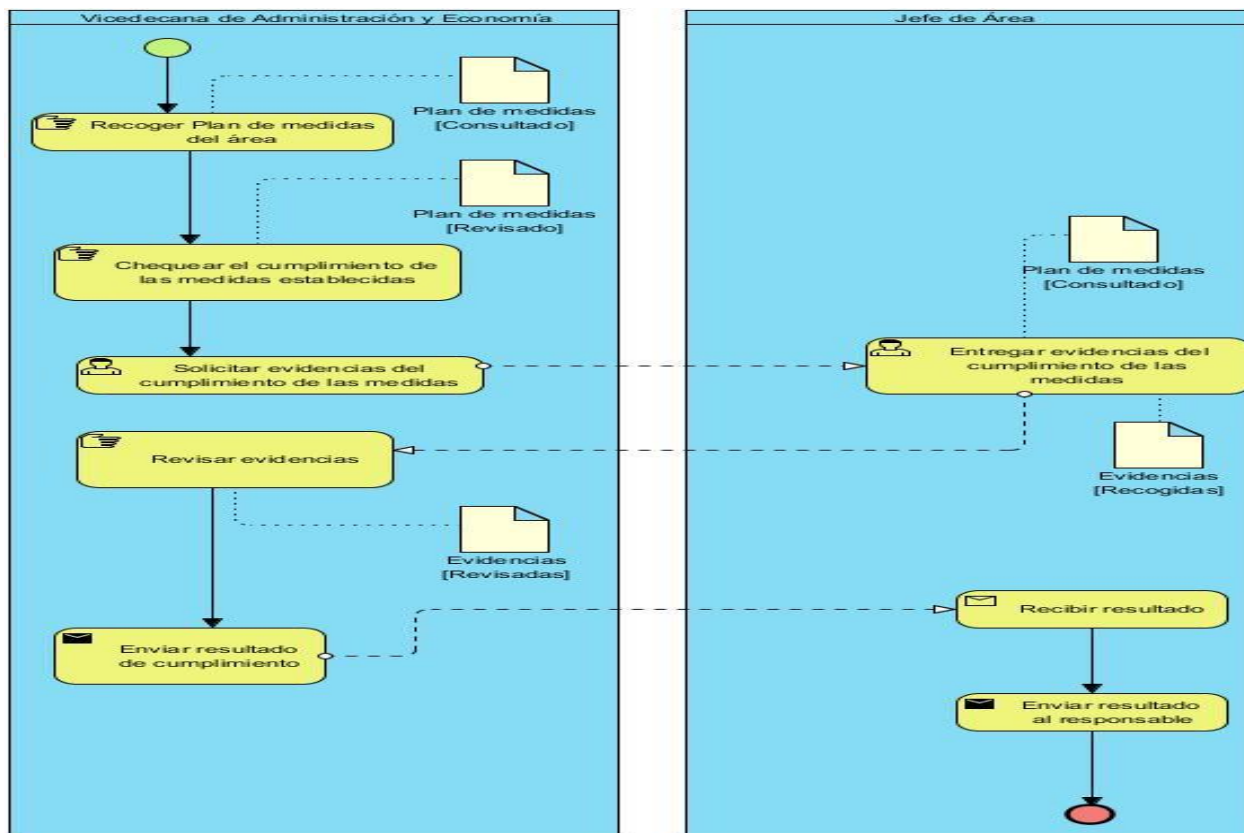 Vicedecana de Administración y Economía
Plan de medidas
[Consultado]
Recoger Plan de medidas
del área
Plan de medidas
[Revisado]
Chequear el cumplimiento de
las medidas establecidas
Solicitar evidencias del
cumplimiento de las medidas
Revisar evidencias
Evidencias
[Revisadas]
Enviar resultado
de cumplimiento
Jefe de Área
Plan de medidas
[Consultado]
Entregar evidencias del
cumplimiento de las
medidas
Evidencias
[Recogidas]
Recibir resultado
Enviar resultado
al responsable